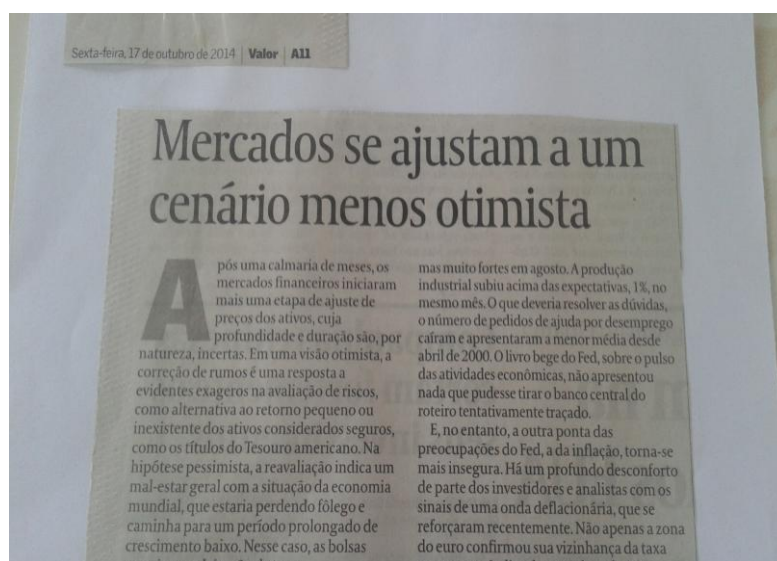 Sexta-feira, 17 de outubro de 2014 | Valor | A11
Mercados se ajustam a um
cenário menos otimista
Após uma calmaria de meses, os
mercados financeiros iniciaram
mais uma etapa de ajuste de
preços dos ativos, cuja
profundidade e duração são, por
natureza, incertas. Em uma visão otimista, a
correção de rumos é uma resposta a
evidentes exageros na avaliação de riscos,
como alternativa ao retorno pequeno ou
inexistente dos ativos considerados seguros,
como os títulos do Tesouro americano. Na
hipótese pessimista, a reavaliação indica um
mal-estar geral com a situação da economia
mundial, que estaria perdendo fôlego e
caminha para um período prolongado de
crescimento baixo. Nesse caso, as bolsas
mas muito fortes em agosto. A produção
industrial subiu acima das expectativas, 1%, no
mesmo mês. O que deveria resolver as dúvidas,
o número de pedidos de ajuda por desemprego
caíram e apresentaram a menor média desde
abril de 2000. O livro bege do Fed, sobre o pulso
das atividades econômicas, não apresentou
nada que pudesse tirar o banco central do
roteiro tentativamente traçado.
E, no entanto, a outra ponta das
preocupações do Fed, a da inflação, torna-se
mais insegura. Há um profundo desconforto
de parte dos investidores e analistas com os
sinais de uma onda deflacionária, que se
reforçaram recentemente. Não apenas a zona
do euro confirmou sua vizinhança da taxa